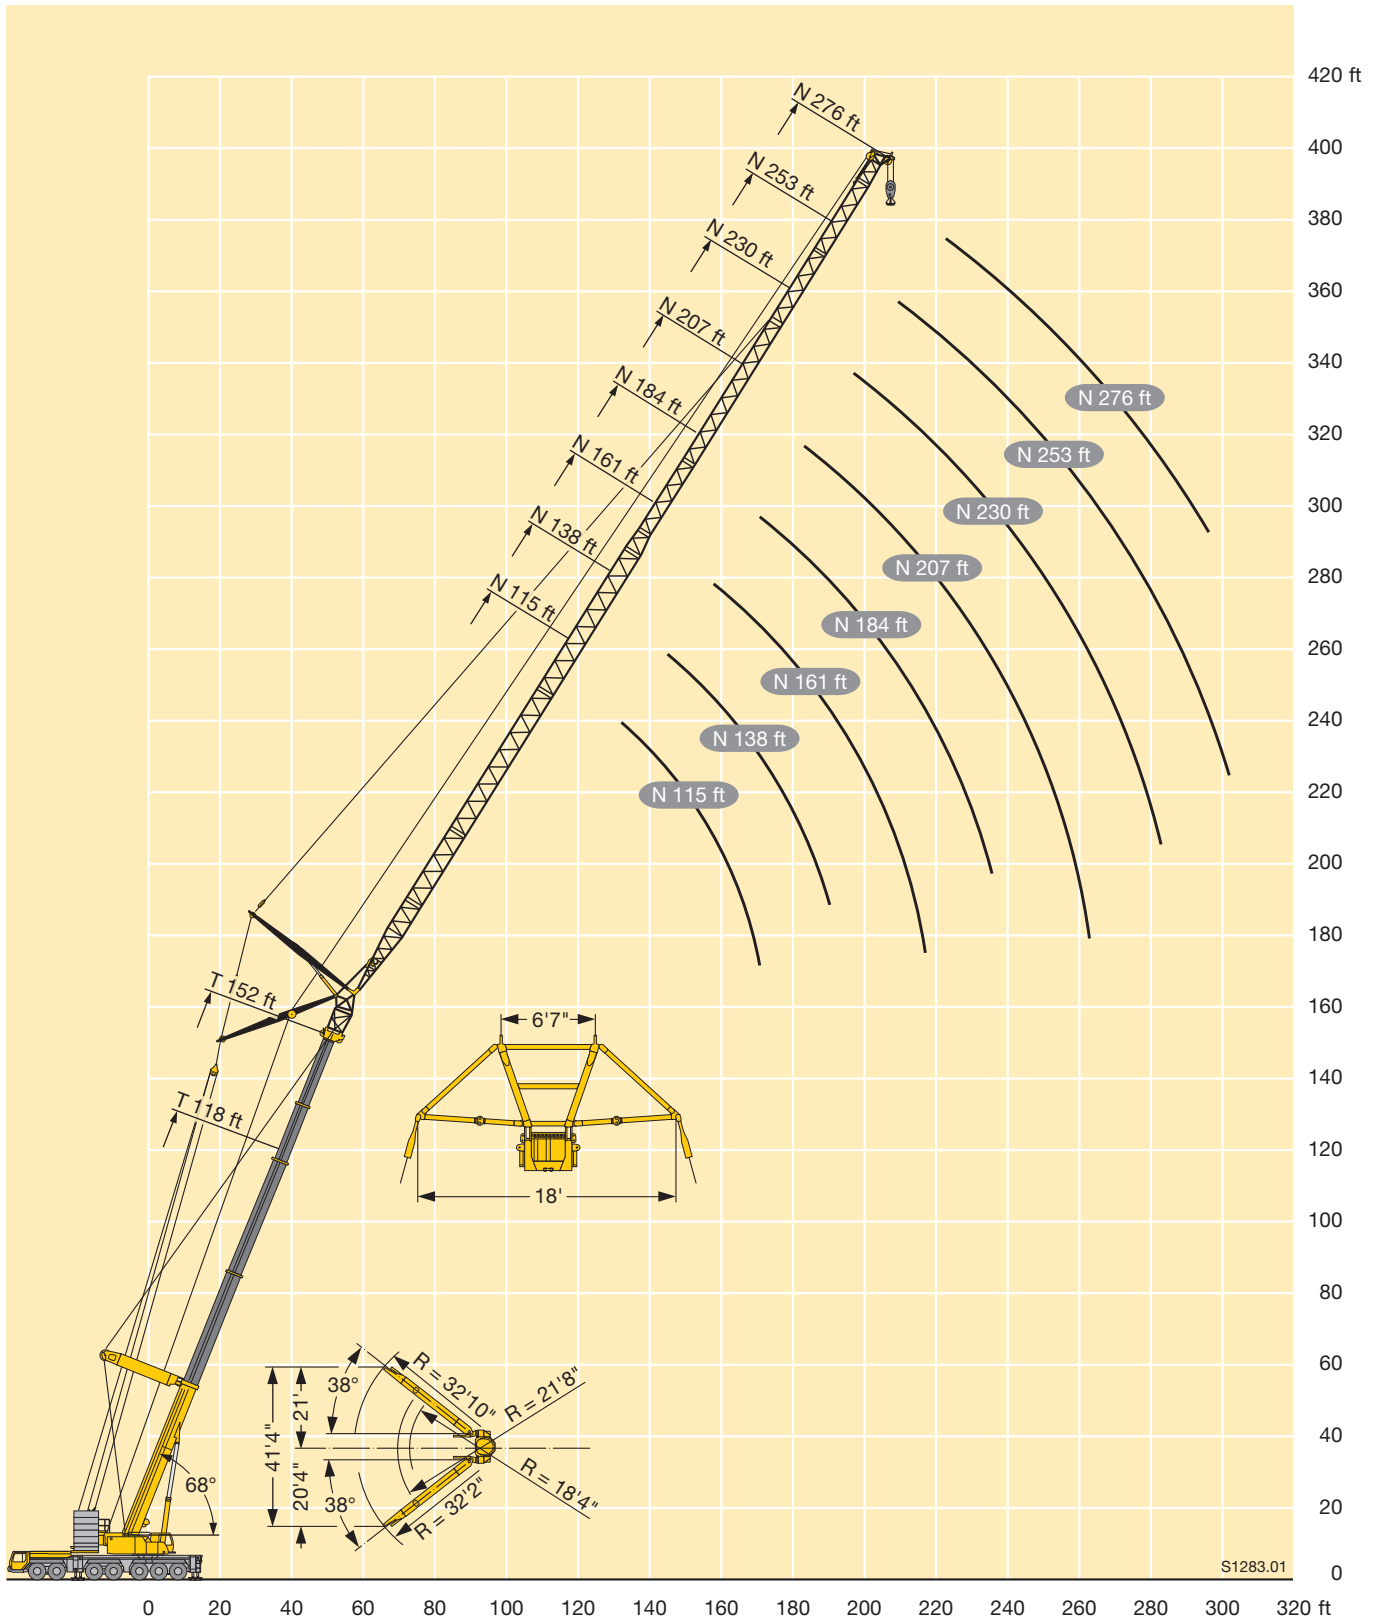 420 ft
400
380
360
340
320
300
280
260
240
220
200
180
160
140
120
100
80
60
40
20
0
N 276 ft
N 253 ft
N 230 ft
N 207 ft
N 184 ft
N 161 ft
N 138 ft
N 115 ft
N 276 ft
N 253 ft
N 230 ft
N 207 ft
N 184 ft
N 161 ft
N 138 ft
N 115 ft
T 152 ft
T 118 ft
6'7"
18'
38°
21'
41'4"
20'4"
38°
R = 32'10"
R = 21'8"
R = 18'4"
R = 32'2"
68°
S1283.01
0 20 40 60 80 100 120 140 160 180 200 220 240 260 280 300 320 ft